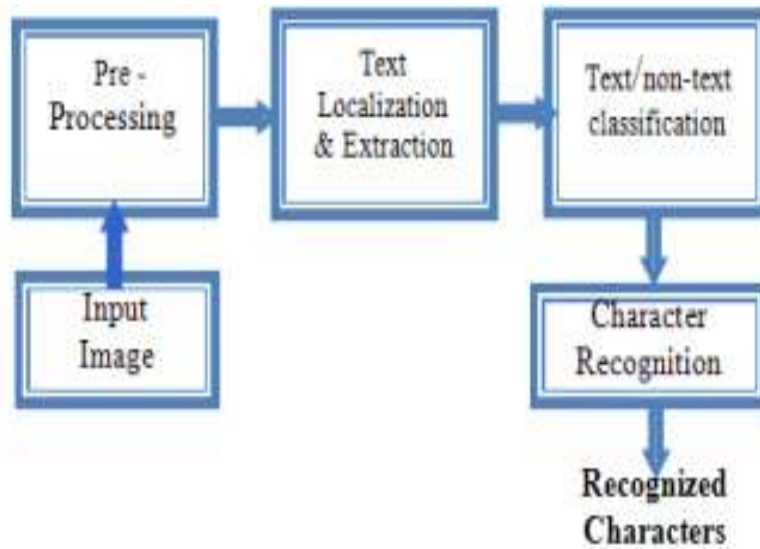 Pre -
Processing
Text
Localization
& Extraction
Text/non-text
classification
Input
Image
Character
Recognition
Recognized
Characters